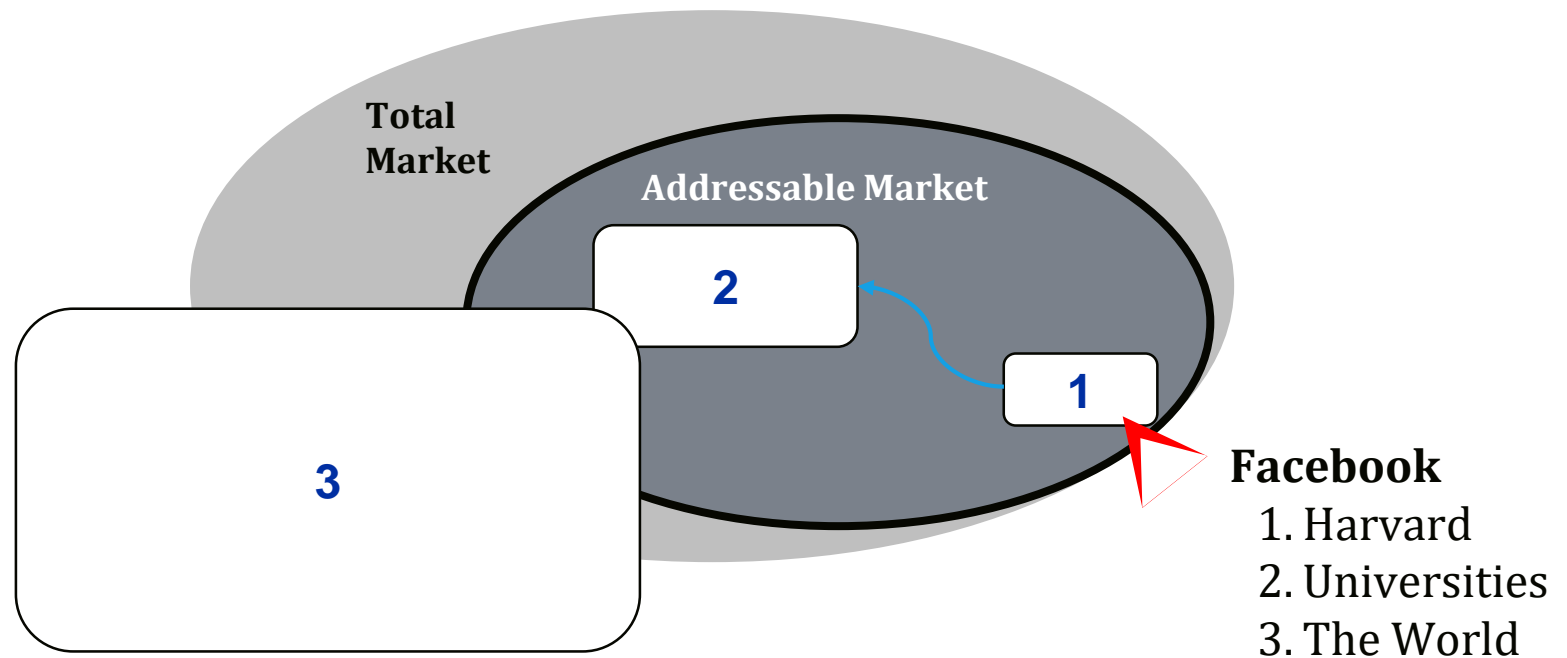 Total
Market
Addressable Market
2
1
3
Facebook
1. Harvard
2. Universities
3. The World